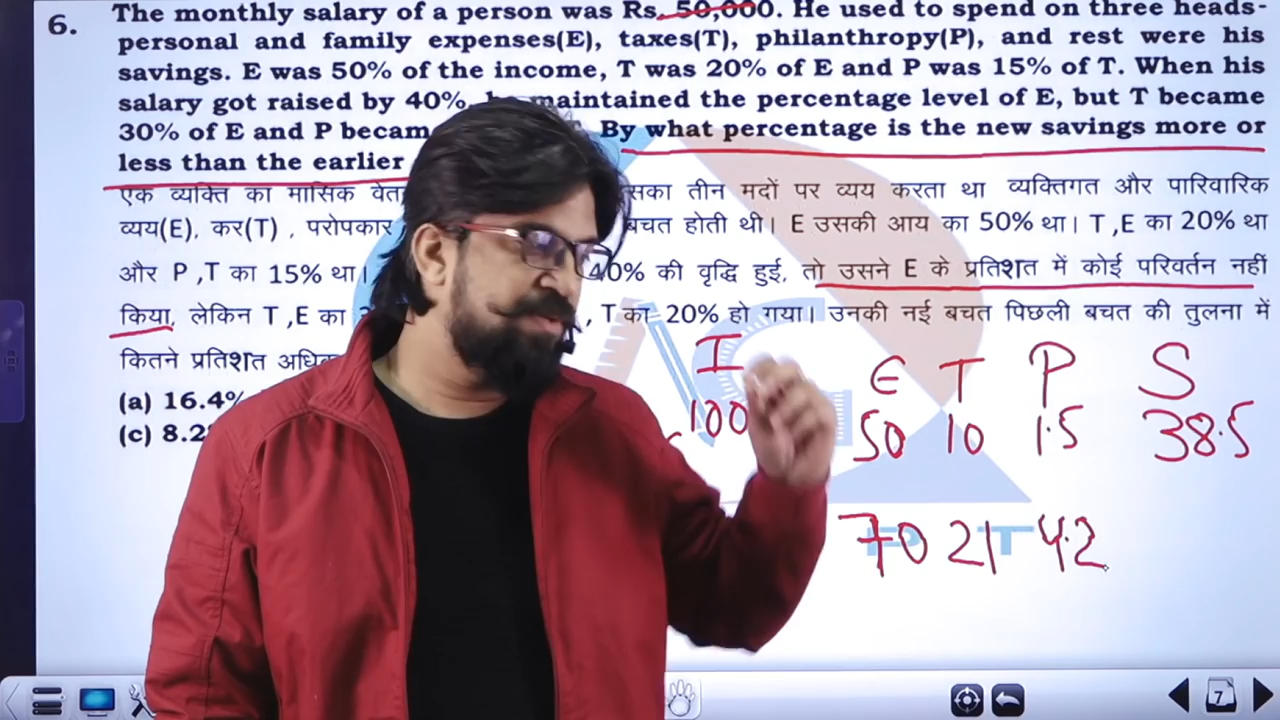 6. The monthly salary of a person was Rs. 50,000. He used to spend on three heads-
personal and family expenses(E), taxes(T), philanthropy(P), and rest were his
savings. E was 50% of the income, T was 20% of E and P was 15% of T. When his
salary got raised by 40%, maintained the percentage level of E, but T became
30% of E and P becam By what percentage is the new savings more or
less than the earlier
एक व्यक्ति का मासिक वेत सका तीन मदों पर व्यय करता था व्यक्तिगत और पारिवारिक
व्यय(E), कर(T) , परोपकार बचत होती थी। E उसकी आय का 50% था। T ,E का 20% था
और P ,T का 15% था। 40% की वृद्धि हुई, तो उसने E के प्रतिशत में कोई परिवर्तन नहीं
किया, लेकिन T ,E का , T का 20% हो गया। उनकी नई बचत पिछली बचत की तुलना में
कितने प्रतिशत अधि
(a) 16.4%
(c) 8.2
I E T P S
100 50 10 1.5 38.5
70 21 4.2
7